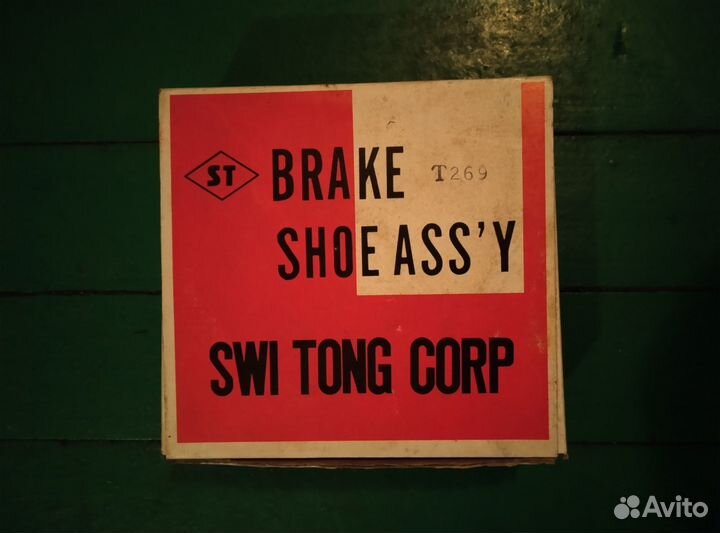 ST
BRAKE T269
SHOE ASS'Y
SWI TONG CORP
Avito